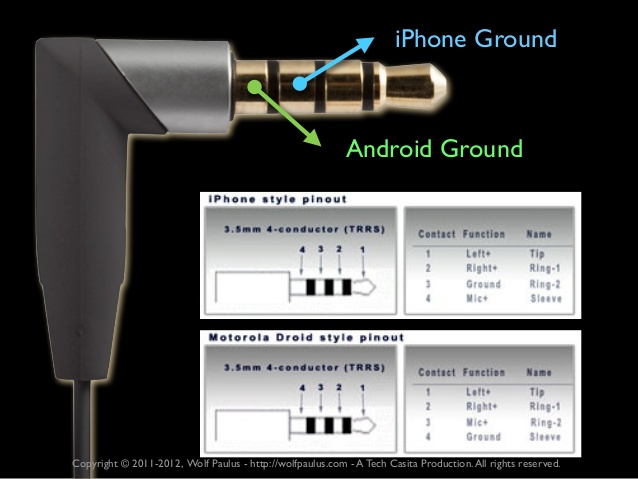 iPhone Ground
Android Ground
iPhone style pinout
3.5mm 4-conductor (TRRS)
4 3 2 1
Contact Function Name
1 Left+ Tip
2 Right+ Ring-1
3 Ground Ring-2
4 Mic+ Sleeve
Motorola Droid style pinout
3.5mm 4-conductor (TRRS)
4 3 2 1
Contact Function Name
1 Left+ Tip
2 Right+ Ring-1
3 Mic+ Ring-2
4 Ground Sleeve
Copyright © 2011-2012, Wolf Paulus - http://wolfpaulus.com - A Tech Casita Production. All rights reserved.